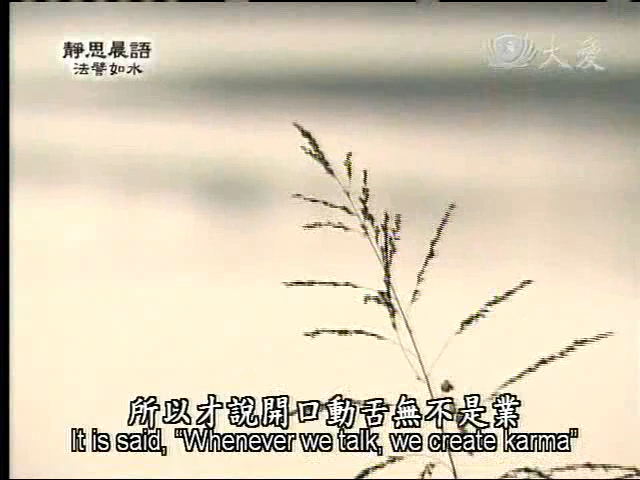 靜思晨語
法譬如水
大愛
所以才說開口動舌無不是業
It is said, “Whenever we talk, we create karma”